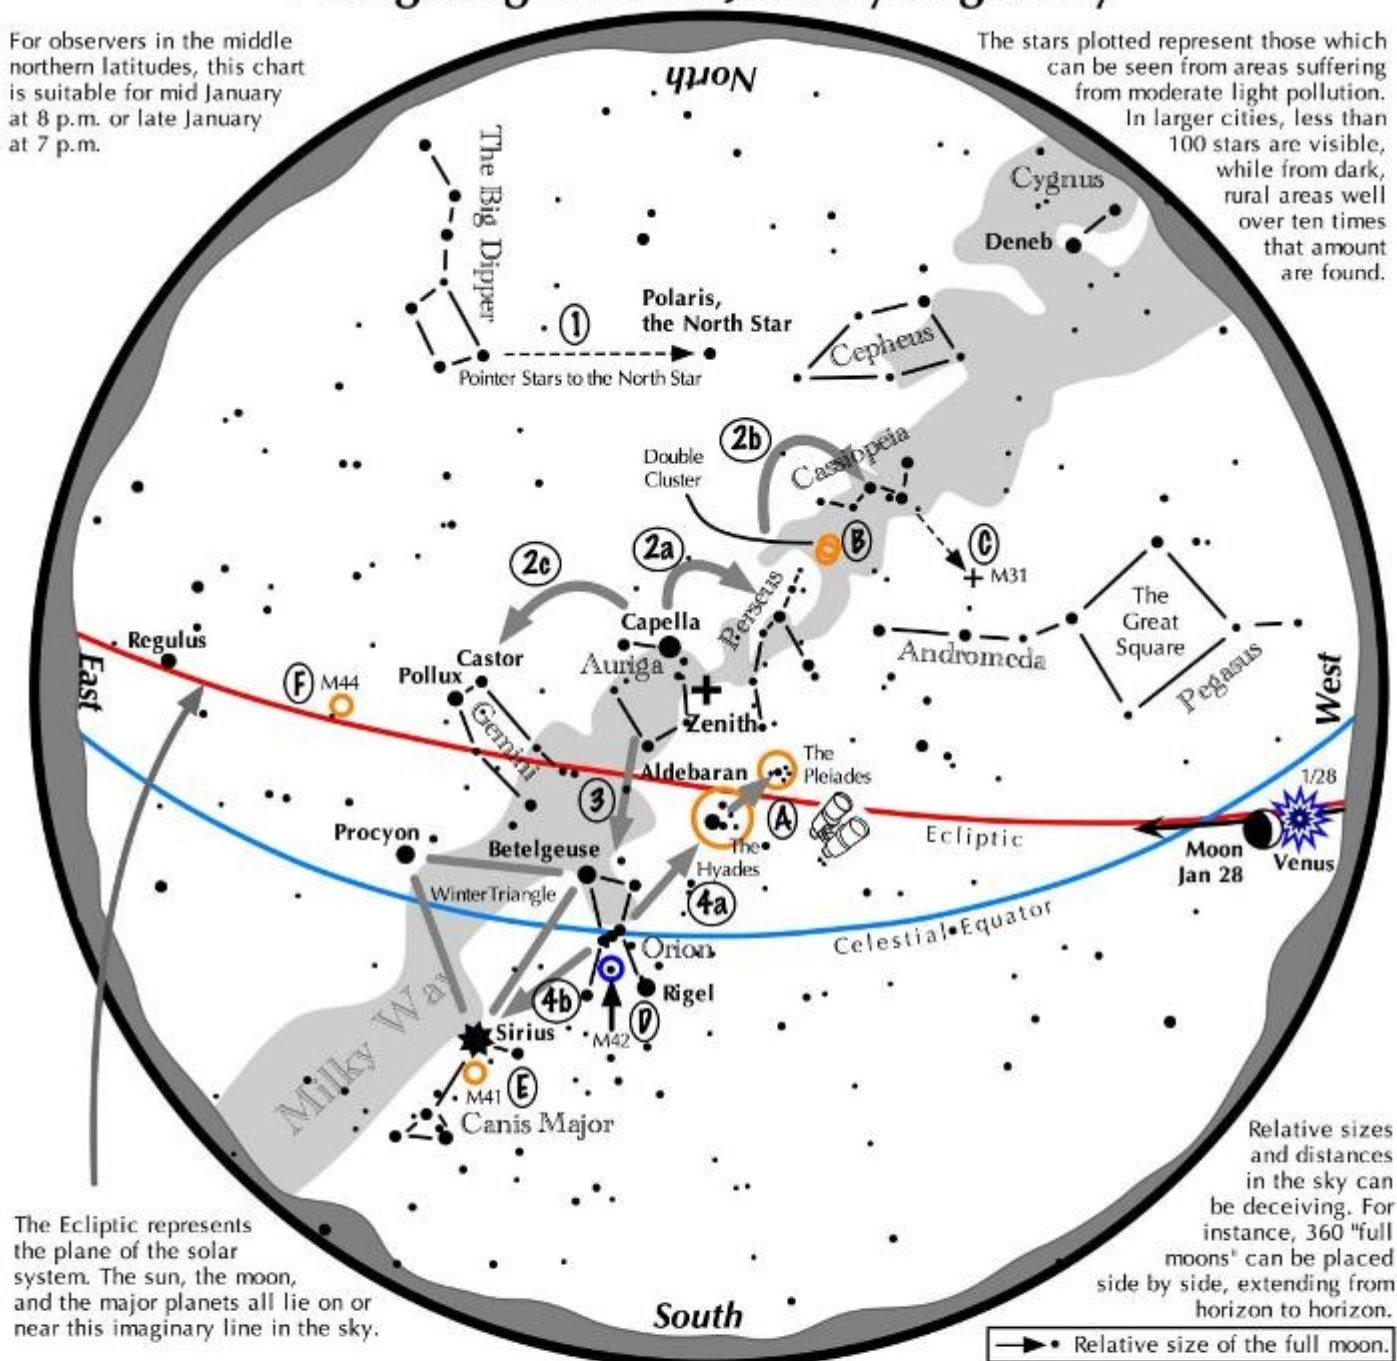 For observers in the middle
northern latitudes, this chart
is suitable for mid January
at 8 p.m. or late January
at 7 p.m.
The stars plotted represent those which
can be seen from areas suffering
from moderate light pollution.
In larger cities, less than
100 stars are visible,
while from dark,
rural areas well
over ten times
that amount
are found.
North
The Big Dipper
Cygnus
Deneb
1
Polaris,
the North Star
Pointer Stars to the North Star
Cepheus
2b
Cassiopeia
Double
Cluster
B
C
M31
2a
2c
Perseus
Capella
Auriga
The
Great
Square
Andromeda
Pegasus
Regulus
East
West
F
M44
Castor
Pollux
Gemini
Zenith
Aldebaran
The
Pleiades
3
A
The
Hyades
Ecliptic
1/28
Moon
Jan 28
Venus
Procyon
Betelgeuse
Winter Triangle
4a
Celestial Equator
Orion
4b
Rigel
D
M42
Milky Way
Sirius
M41
E
Canis Major
South
The Ecliptic represents
the plane of the solar
system. The sun, the moon,
and the major planets all lie on or
near this imaginary line in the sky.
Relative sizes
and distances
in the sky can
be deceiving. For
instance, 360 "full
moons" can be placed
side by side, extending from
horizon to horizon.
Relative size of the full moon.